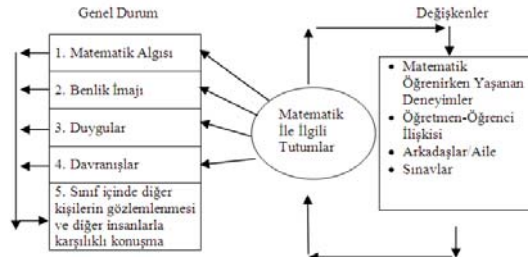 Genel Durum
1. Matematik Algısı
2. Benlik İmajı
3. Duygular
4. Davranışlar
5. Sınıf içinde diğer
kişilerin gözlemlenmesi
ve diğer insanlarla
karşılıklı konuşma
Matematik
İle İlgili
Tutumlar
Değişkenler
• Matematik
Öğrenirken Yaşanan
Deneyimler
• Öğretmen-Öğrenci
İlişkisi
• Arkadaşlar/Aile
• Sınavlar